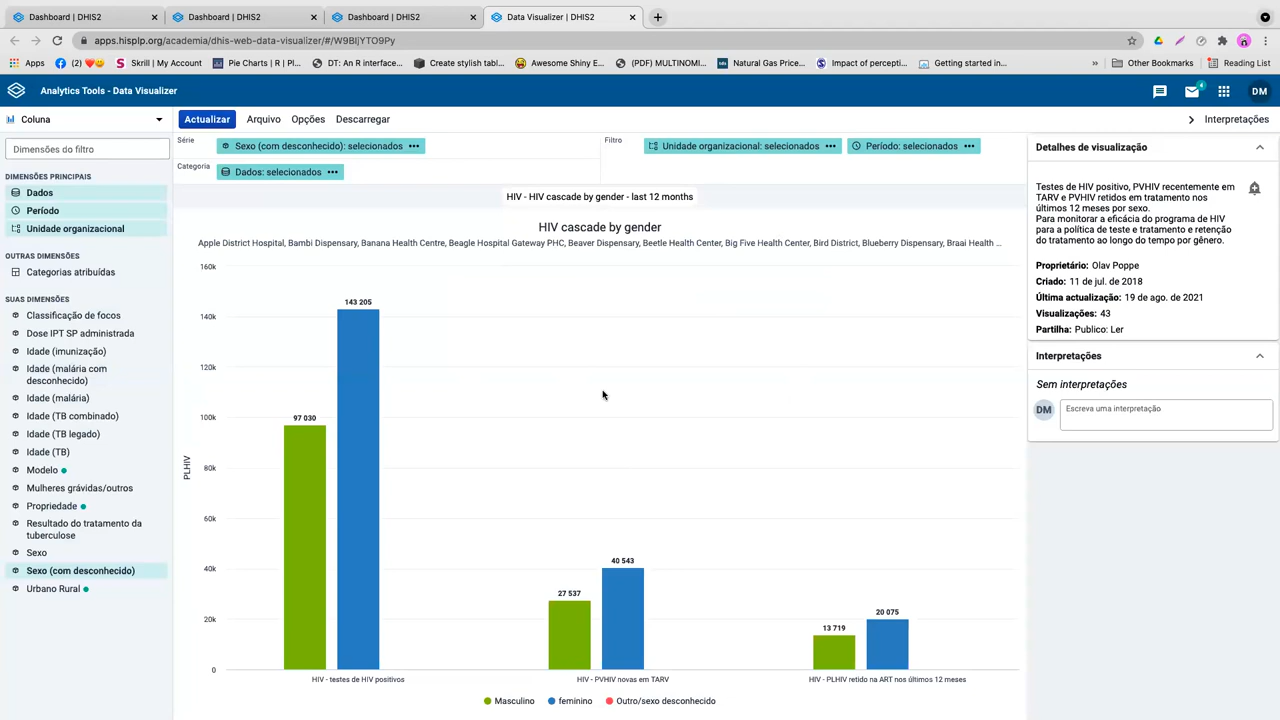 Dashboard | DHIS2
Dashboard | DHIS2
Dashboard | DHIS2
Data Visualizer | DHIS2
apps.hisplp.org/academia/dhis-web-data-visualizer/#/W9BIjYTO9Py
Apps
(2)
Skrill | My Account
Pie Charts | R | Pl...
DT: An R interface...
Create stylish tabl...
Awesome Shiny E...
(PDF) MULTINOMI...
Natural Gas Price...
Impact of percepti...
Getting started in...
»
Other Bookmarks
Reading List
Analytics Tools - Data Visualizer
4
DM
Coluna
Actualizar
Arquivo
Opções
Descarregar
Interpretações
Dimensões do filtro
DIMENSÕES PRINCIPAIS
Dados
Período
Unidade organizacional
OUTRAS DIMENSÕES
Categorias atribuídas
SUAS DIMENSÕES
Classificação de focos
Dose IPT SP administrada
Idade (imunização)
Idade (malária com
desconhecido)
Idade (malária)
Idade (TB combinado)
Idade (TB legado)
Idade (TB)
Modelo
Mulheres grávidas/outros
Propriedade
Resultado do tratamento da
tuberculose
Sexo
Sexo (com desconhecido)
Urbano Rural
Série
Sexo (com desconhecido): selecionados •••
Filtro
Unidade organizacional: selecionados •••
Período: selecionados •••
Categoria
Dados: selecionados •••
HIV - HIV cascade by gender - last 12 months
HIV cascade by gender
Apple District Hospital, Bambi Dispensary, Banana Health Centre, Beagle Hospital Gateway PHC, Beaver Dispensary, Beetle Health Center, Big Five Health Center, Bird District, Blueberry Dispensary, Braai Health ...
PLHIV
160k
140k
120k
100k
80k
60k
40k
20k
0
97 030
143 205
27 537
40 543
13 719
20 075
HIV - testes de HIV positivos
HIV - PVHIV novas em TARV
HIV - PLHIV retido na ART nos últimos 12 meses
Masculino
feminino
Outro/sexo desconhecido
Detalhes de visualização
Testes de HIV positivo, PVHIV recentemente em
TARV e PVHIV retidos em tratamento nos
últimos 12 meses por sexo.
Para monitorar a eficácia do programa de HIV
para a política de teste e tratamento e retenção
do tratamento ao longo do tempo por gênero.
Proprietário: Olav Poppe
Criado: 11 de jul. de 2018
Última actualização: 19 de ago. de 2021
Visualizações: 43
Partilha: Publico: Ler
Interpretações
Sem interpretações
DM
Escreva uma interpretação